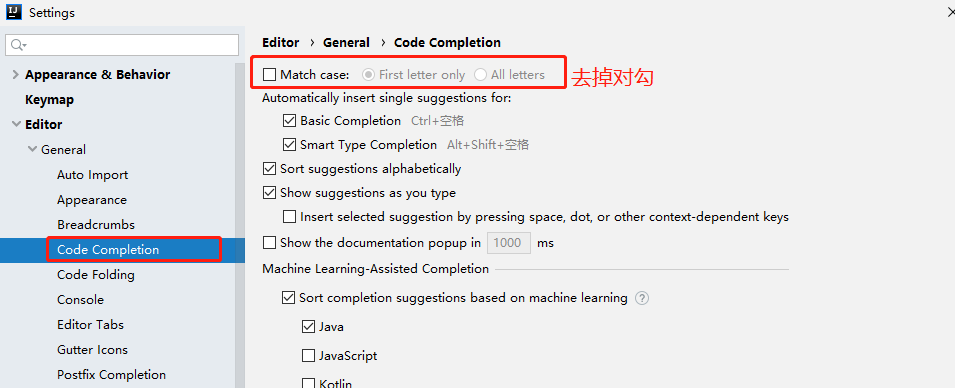 IJ Settings
Appearance & Behavior
Keymap
Editor
General
Auto Import
Appearance
Breadcrumbs
Code Completion
Code Folding
Console
Editor Tabs
Gutter Icons
Postfix Completion
Editor › General › Code Completion
Match case: First letter only All letters 去掉对勾
Automatically insert single suggestions for:
Basic Completion Ctrl+空格
Smart Type Completion Alt+Shift+空格
Sort suggestions alphabetically
Show suggestions as you type
Insert selected suggestion by pressing space, dot, or other context-dependent keys
Show the documentation popup in 1000 ms
Machine Learning-Assisted Completion
Sort completion suggestions based on machine learning ?
Java
JavaScript
Kotlin